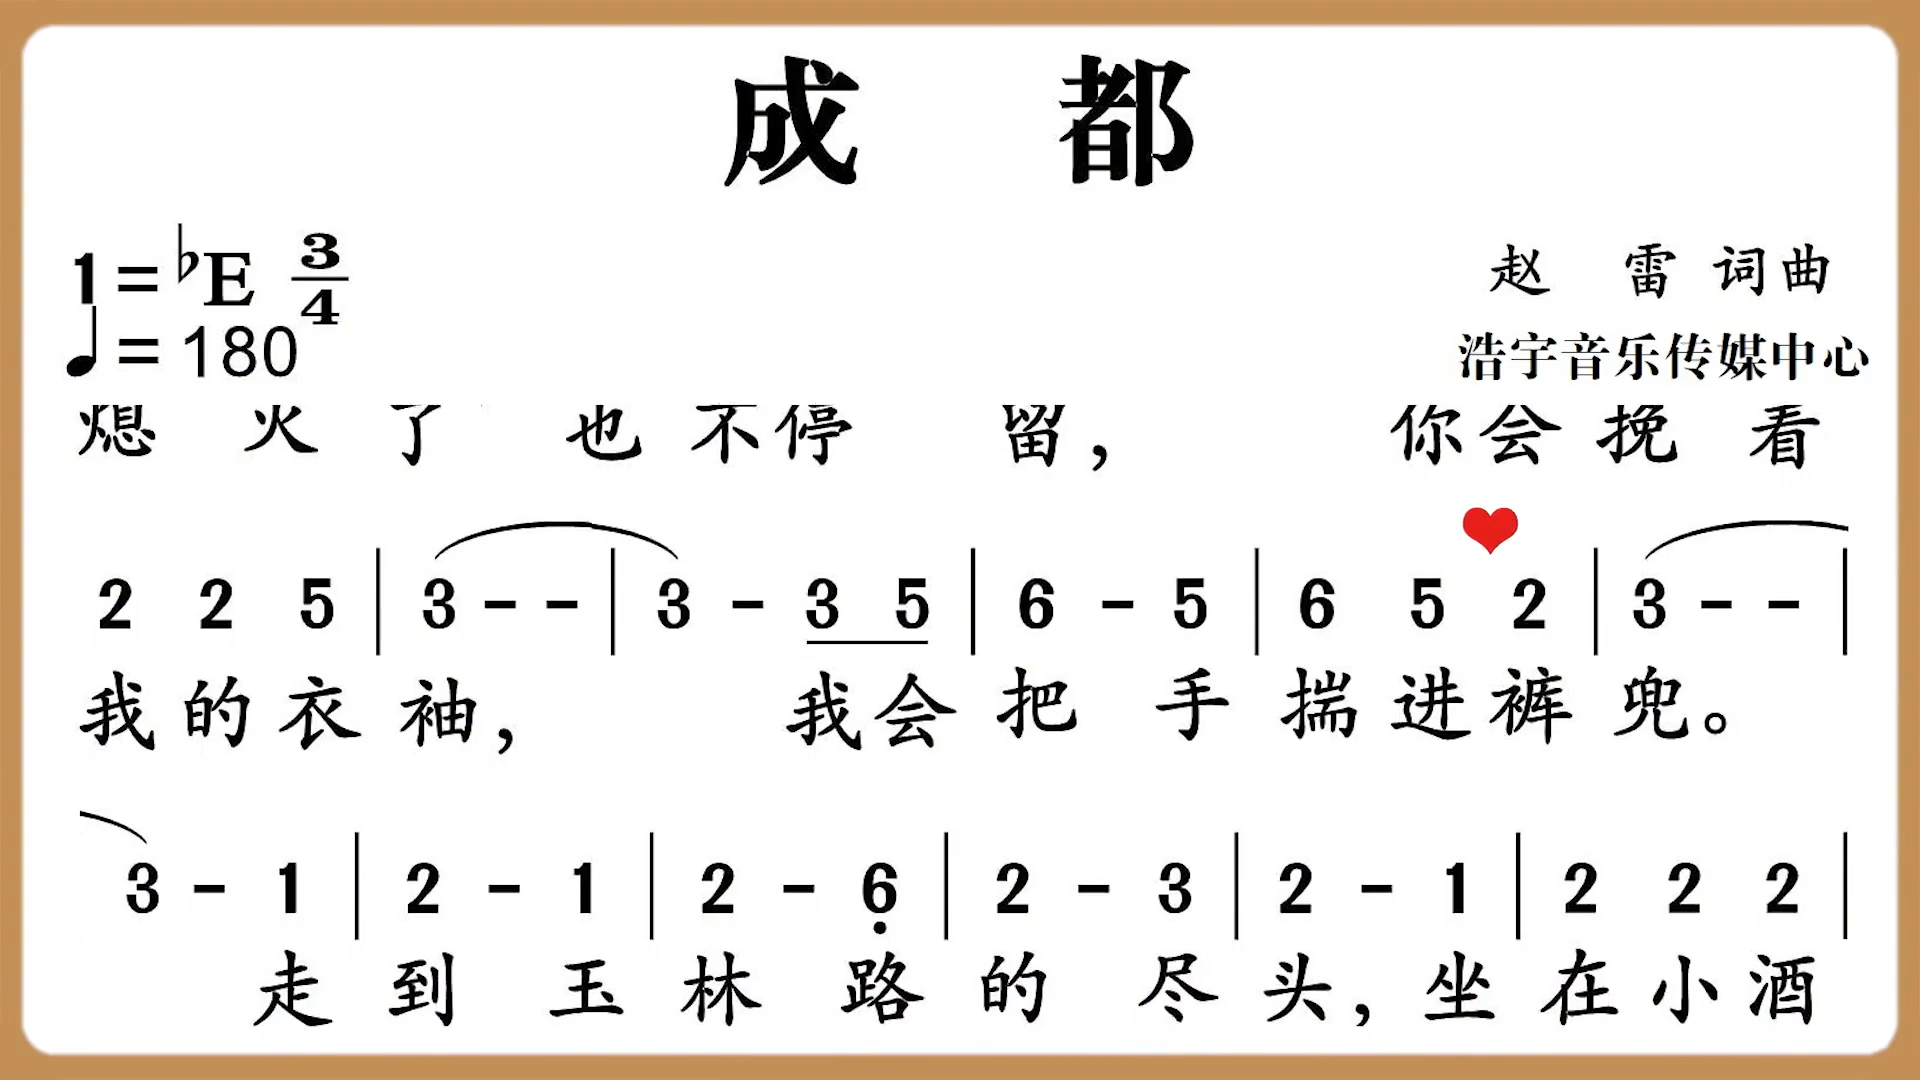 成 都
1=♭E 3/4
♩=180
赵 雷 词曲
浩宇音乐传媒中心
熄 火 了 也 不 停 留， 你 会 挽 看
2 2 5 | 3 - - | 3 - 3 5 | 6 - 5 | 6 5 2 | 3 - - |
我 的 衣 袖， 我 会 把 手 揣 进 裤 兜。
3 - 1 | 2 - 1 | 2 - 6̣ | 2 - 3 | 2 - 1 | 2 2 2 |
走 到 玉 林 路 的 尽 头，坐 在 小 酒